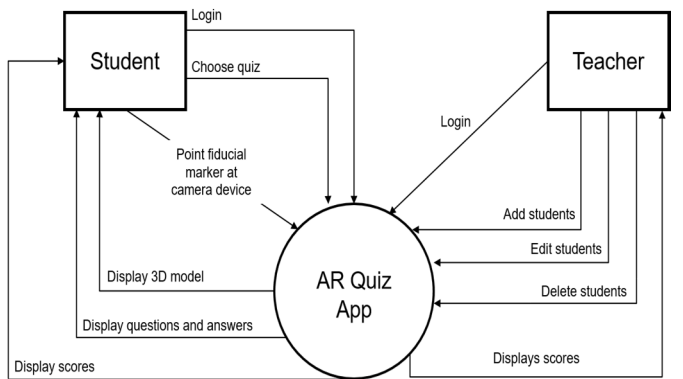 Login
Student
Teacher
Choose quiz
Login
Point fiducial
marker at
camera device
Add students
Edit students
Display 3D model
AR Quiz
App
Delete students
Display questions and answers
Display scores
Displays scores